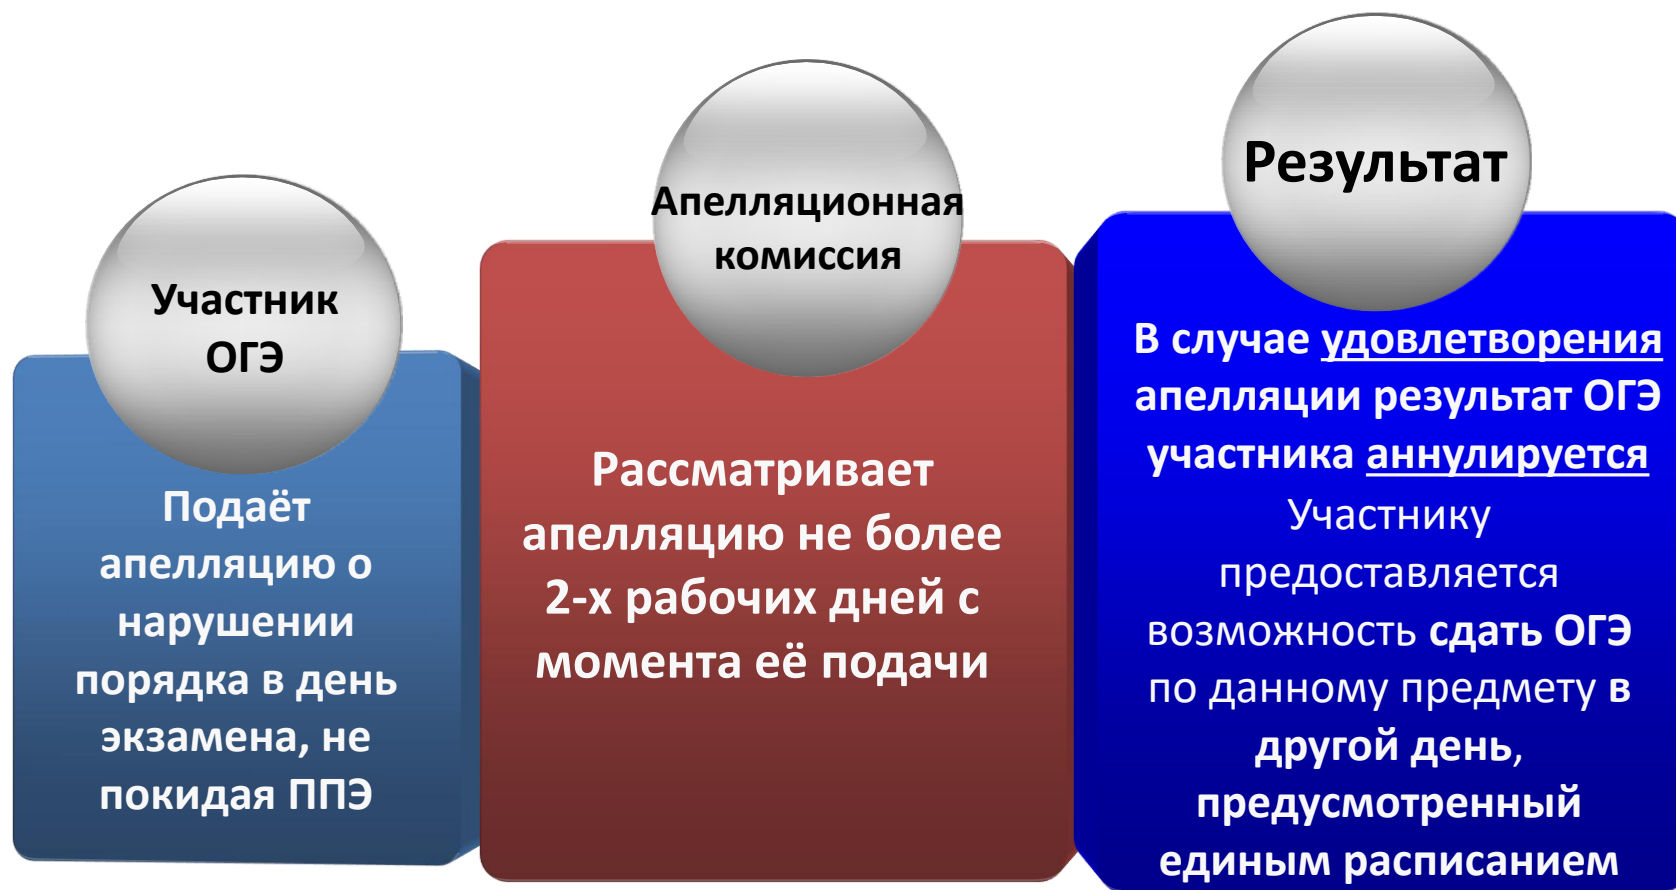 Участник
ОГЭ
Подаёт
апелляцию о
нарушении
порядка в день
экзамена, не
покидая ППЭ
Апелляционная
комиссия
Рассматривает
апелляцию не более
2-х рабочих дней с
момента её подачи
Результат
В случае удовлетворения
апелляции результат ОГЭ
участника аннулируется
Участнику
предоставляется
возможность сдать ОГЭ
по данному предмету в
другой день,
предусмотренный
единым расписанием